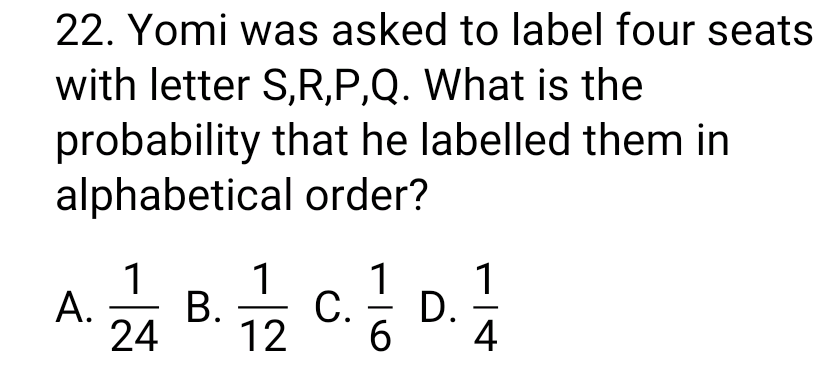 22. Yomi was asked to label four seats
with letter S,R,P,Q. What is the
probability that he labelled them in
alphabetical order?
A. 1/24 B. 1/12 C. 1/6 D. 1/4